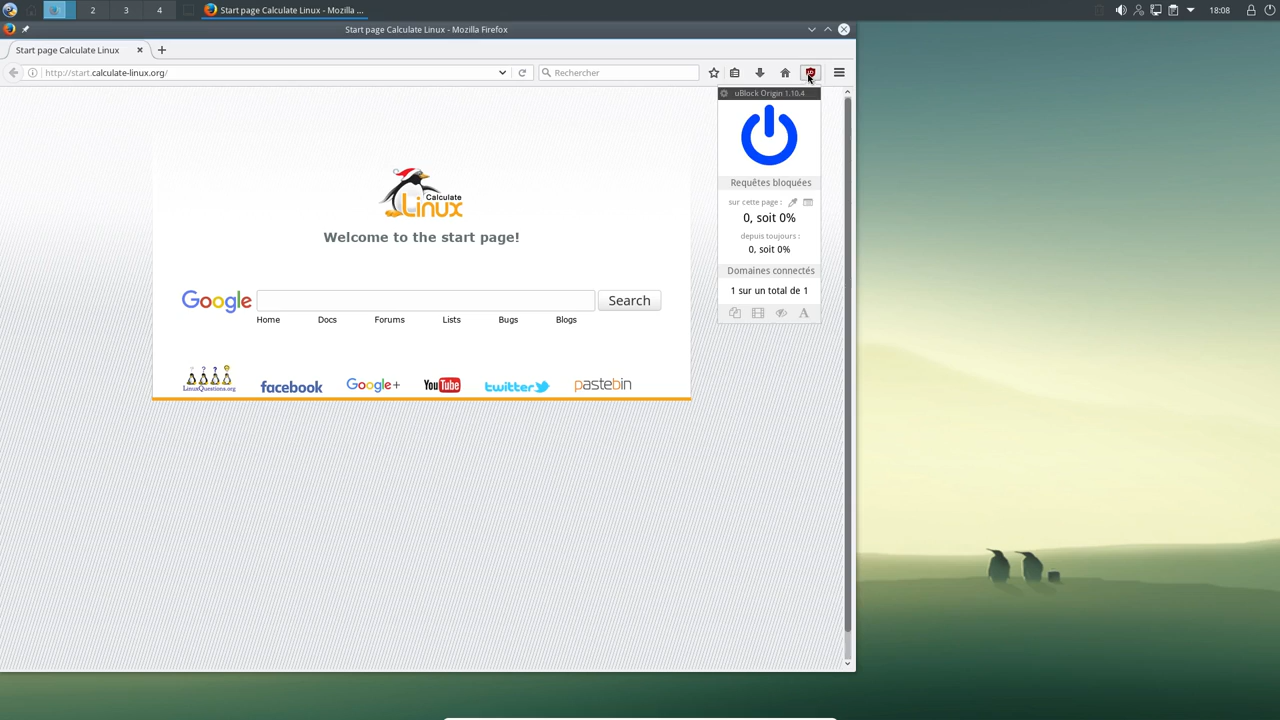 2
3
4
Start page Calculate Linux - Mozilla ...
18:08
Start page Calculate Linux - Mozilla Firefox
Start page Calculate Linux
http://start.calculate-linux.org/
Rechercher
uBlock Origin 1.10.4
Requêtes bloquées
sur cette page :
0, soit 0%
depuis toujours :
0, soit 0%
Domaines connectés
1 sur un total de 1
A
Calculate
Linux
Welcome to the start page!
Google
Search
Home Docs Forums Lists Bugs Blogs
LinuxQuestions.org
facebook
Google+
YouTube
twitter
pastebin